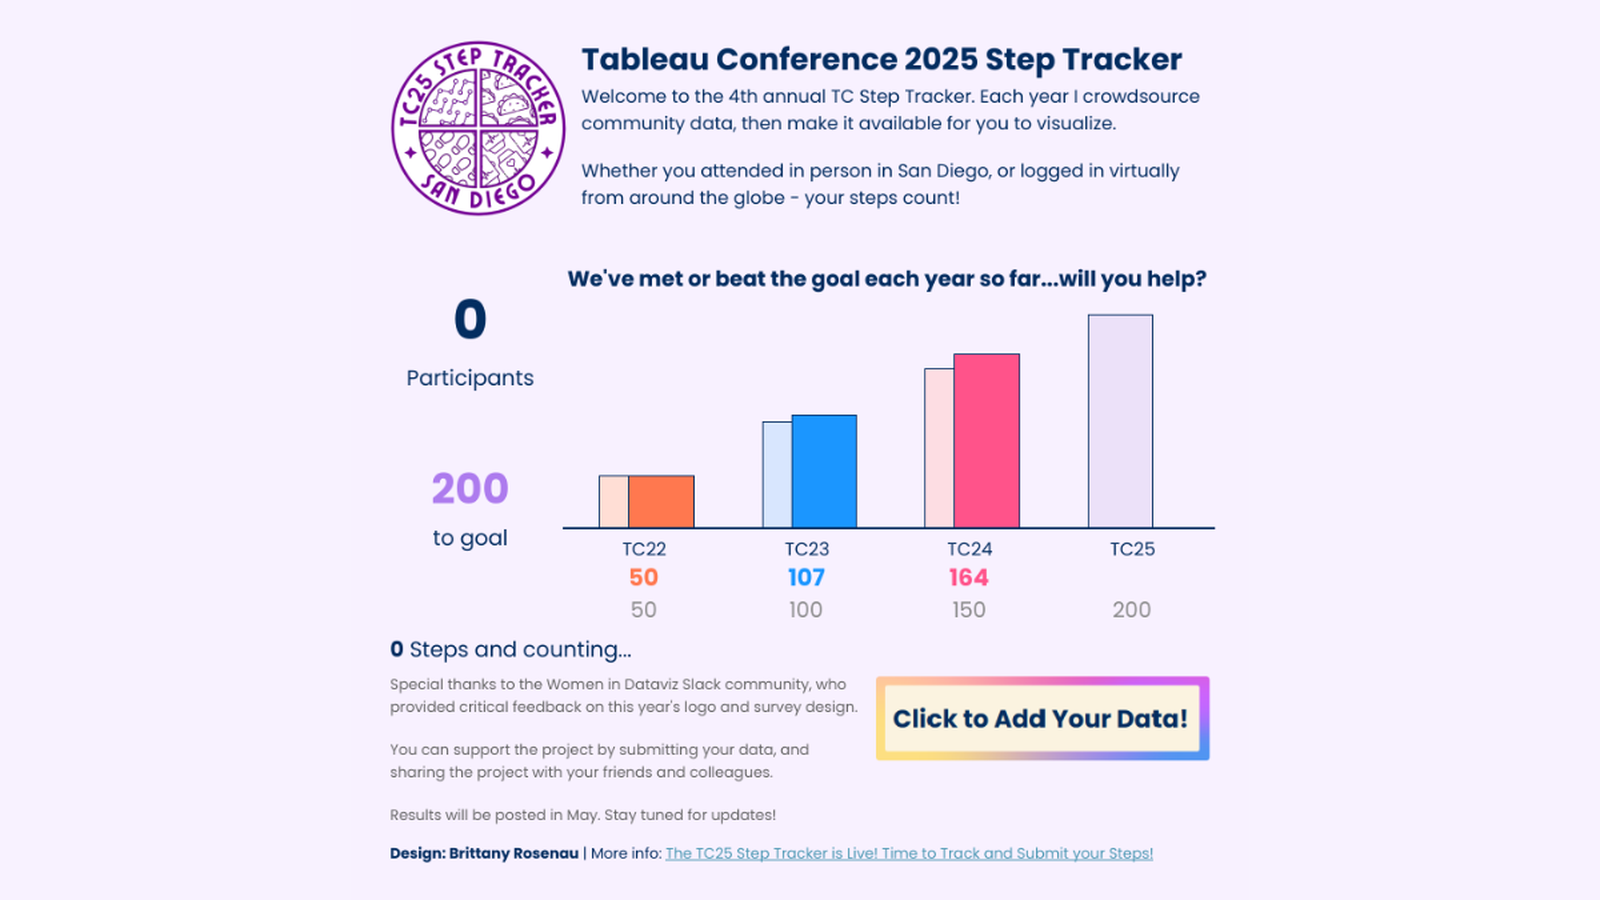 TC25 STEP TRACKER
SAN DIEGO
Tableau Conference 2025 Step Tracker
Welcome to the 4th annual TC Step Tracker. Each year I crowdsource
community data, then make it available for you to visualize.
Whether you attended in person in San Diego, or logged in virtually
from around the globe - your steps count!
We've met or beat the goal each year so far...will you help?
0
Participants
200
to goal
TC22 TC23 TC24 TC25
50 107 164
50 100 150 200
0 Steps and counting...
Special thanks to the Women in Dataviz Slack community, who
provided critical feedback on this year's logo and survey design.
You can support the project by submitting your data, and
sharing the project with your friends and colleagues.
Results will be posted in May. Stay tuned for updates!
Click to Add Your Data!
Design: Brittany Rosenau | More info: The TC25 Step Tracker is Live! Time to Track and Submit your Steps!